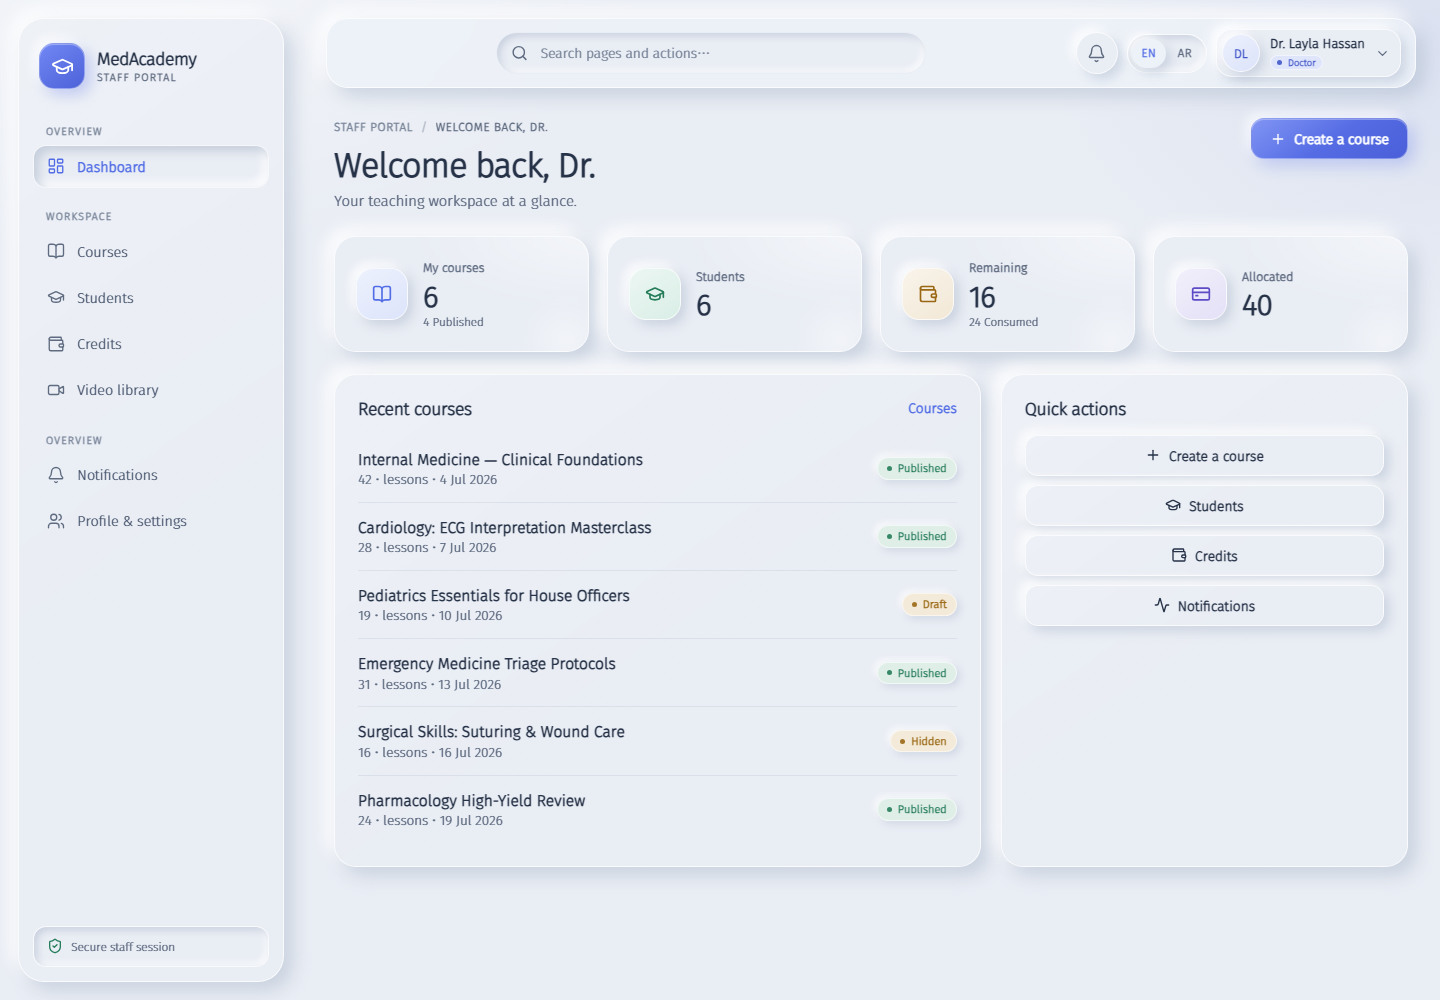 MedAcademy
STAFF PORTAL
OVERVIEW
Dashboard
WORKSPACE
Courses
Students
Credits
Video library
OVERVIEW
Notifications
Profile & settings
Secure staff session
Search pages and actions···
EN
AR
DL
Dr. Layla Hassan
Doctor
STAFF PORTAL / WELCOME BACK, DR.
Welcome back, Dr.
Your teaching workspace at a glance.
Create a course
My courses
6
4 Published
Students
6
Remaining
16
24 Consumed
Allocated
40
Recent courses
Courses
Internal Medicine — Clinical Foundations
42 • lessons • 4 Jul 2026
Published
Cardiology: ECG Interpretation Masterclass
28 • lessons • 7 Jul 2026
Published
Pediatrics Essentials for House Officers
19 • lessons • 10 Jul 2026
Draft
Emergency Medicine Triage Protocols
31 • lessons • 13 Jul 2026
Published
Surgical Skills: Suturing & Wound Care
16 • lessons • 16 Jul 2026
Hidden
Pharmacology High-Yield Review
24 • lessons • 19 Jul 2026
Published
Quick actions
Create a course
Students
Credits
Notifications